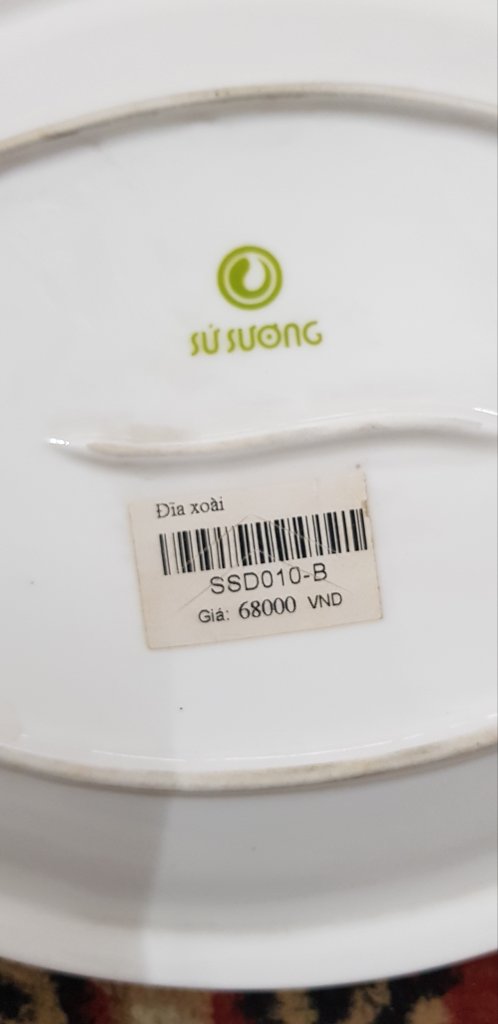 SỨ SƯƠNG
Đĩa xoài
SSD010-B
Giá: 68000 VND